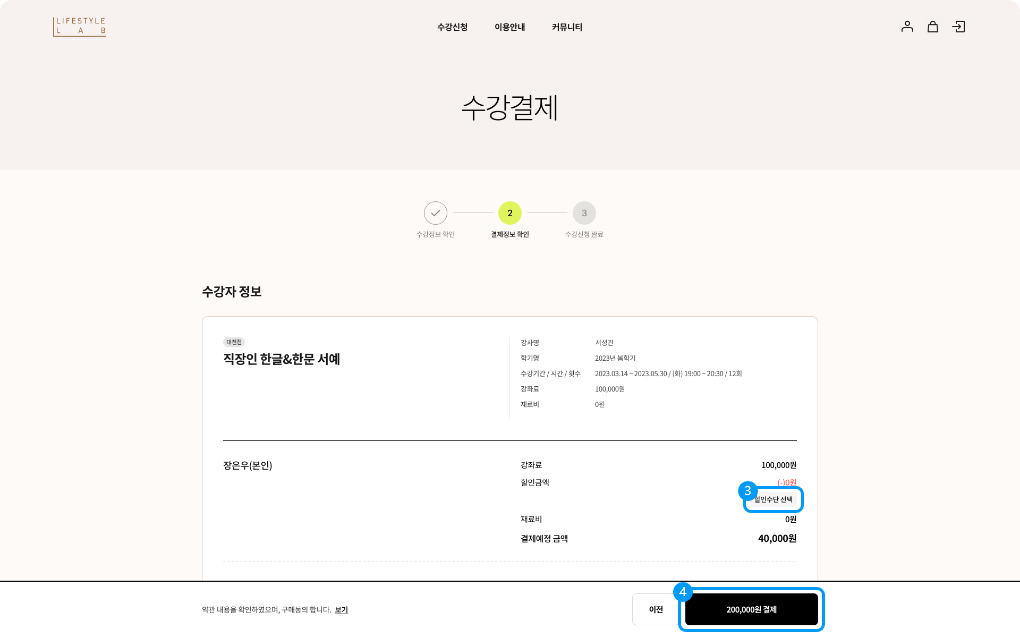 LIFESTYLE
LAB
수강신청 이용안내 커뮤니티
수강결제
2 3
수강정보 확인 결제정보 확인 수강신청 완료
수강자 정보
대전점
직장인 한글&한문 서예
강사명 서성건
학기명 2023년 봄학기
수강기간 / 시간 / 횟수 2023.03.14 ~ 2023.05.30 / (화) 19:00 ~ 20:30 / 12회
강좌료 100,000원
재료비 0원
장은우(본인)
강좌료 100,000원
할인금액 (-)0원
3
할인수단 선택
재료비 0원
결제예정 금액 40,000원
약관 내용을 확인하였으며, 구매동의 합니다. 보기
이전
4
200,000원 결제